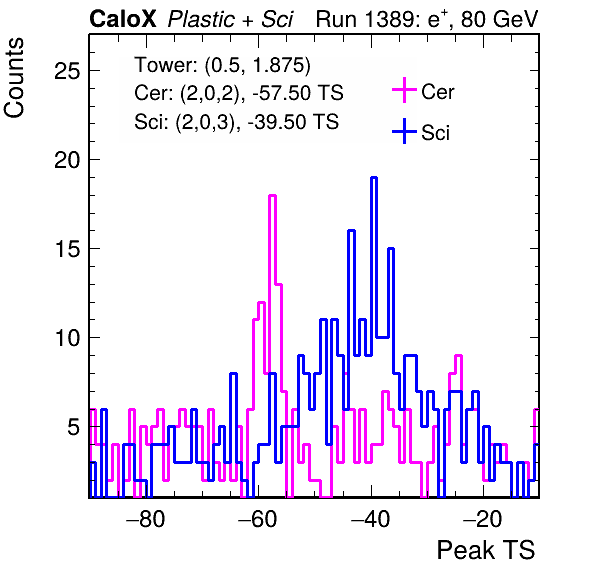 CaloX Plastic + Sci Run 1389: e+, 80 GeV
Counts
Tower: (0.5, 1.875)
Cer: (2,0,2), -57.50 TS
Sci: (2,0,3), -39.50 TS
Cer
Sci
25
20
15
10
5
−80 −60 −40 −20
Peak TS